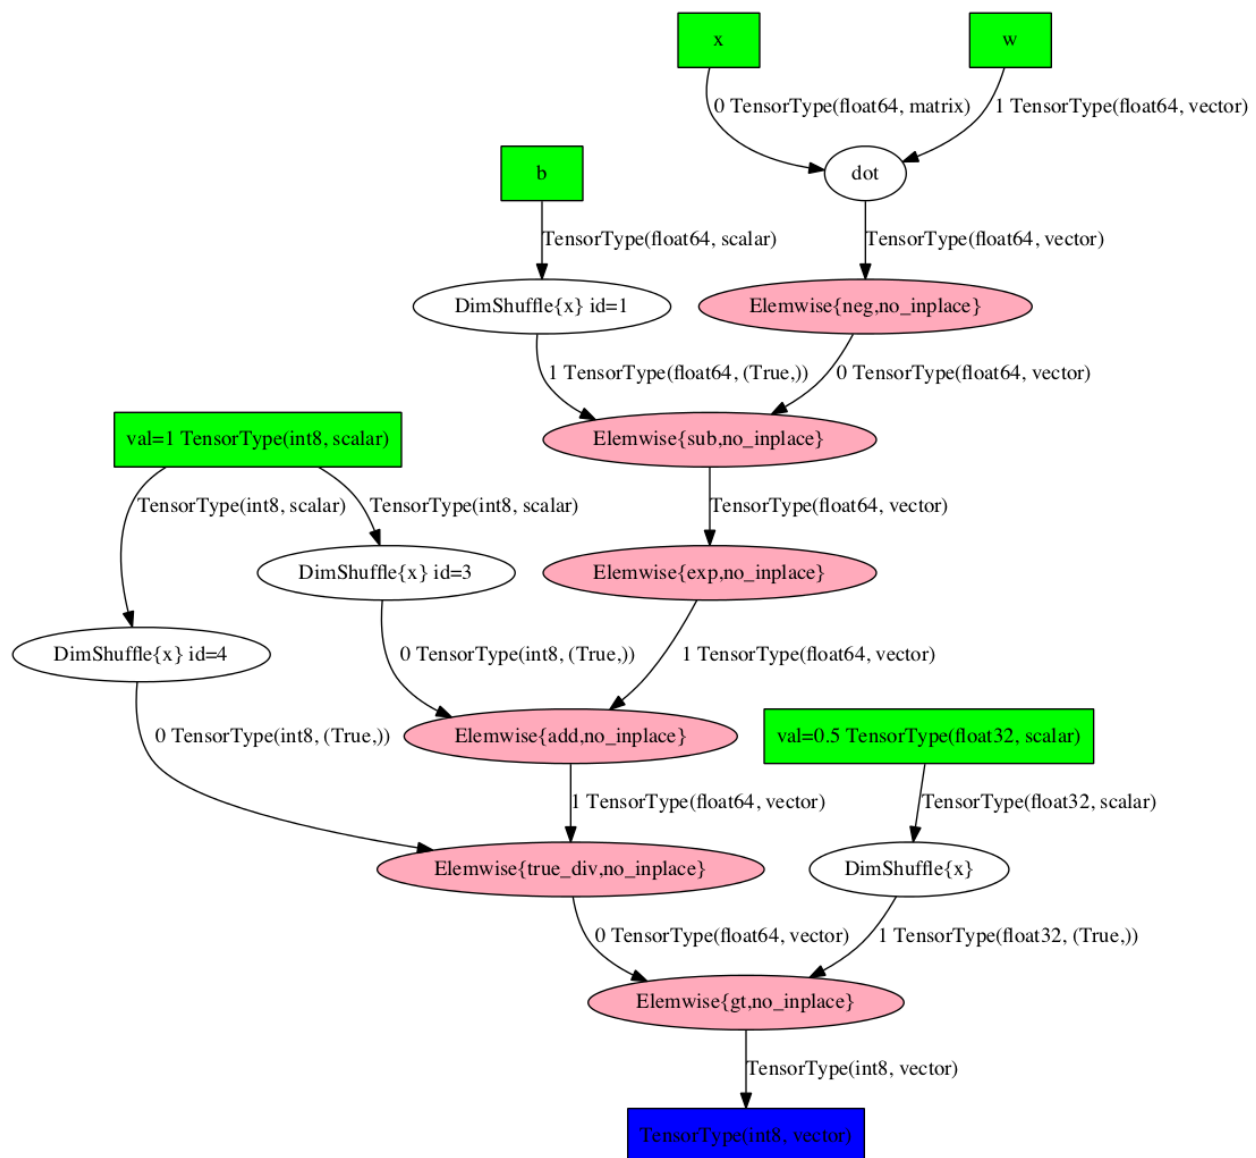 x
w
0 TensorType(float64, matrix)
1 TensorType(float64, vector)
b
dot
TensorType(float64, scalar)
TensorType(float64, vector)
DimShuffle{x} id=1
Elemwise{neg,no_inplace}
1 TensorType(float64, (True,))
0 TensorType(float64, vector)
val=1 TensorType(int8, scalar)
Elemwise{sub,no_inplace}
TensorType(int8, scalar)
TensorType(int8, scalar)
TensorType(float64, vector)
DimShuffle{x} id=3
Elemwise{exp,no_inplace}
DimShuffle{x} id=4
0 TensorType(int8, (True,))
1 TensorType(float64, vector)
0 TensorType(int8, (True,))
Elemwise{add,no_inplace}
val=0.5 TensorType(float32, scalar)
1 TensorType(float64, vector)
TensorType(float32, scalar)
Elemwise{true_div,no_inplace}
DimShuffle{x}
0 TensorType(float64, vector)
1 TensorType(float32, (True,))
Elemwise{gt,no_inplace}
TensorType(int8, vector)
TensorType(int8, vector)